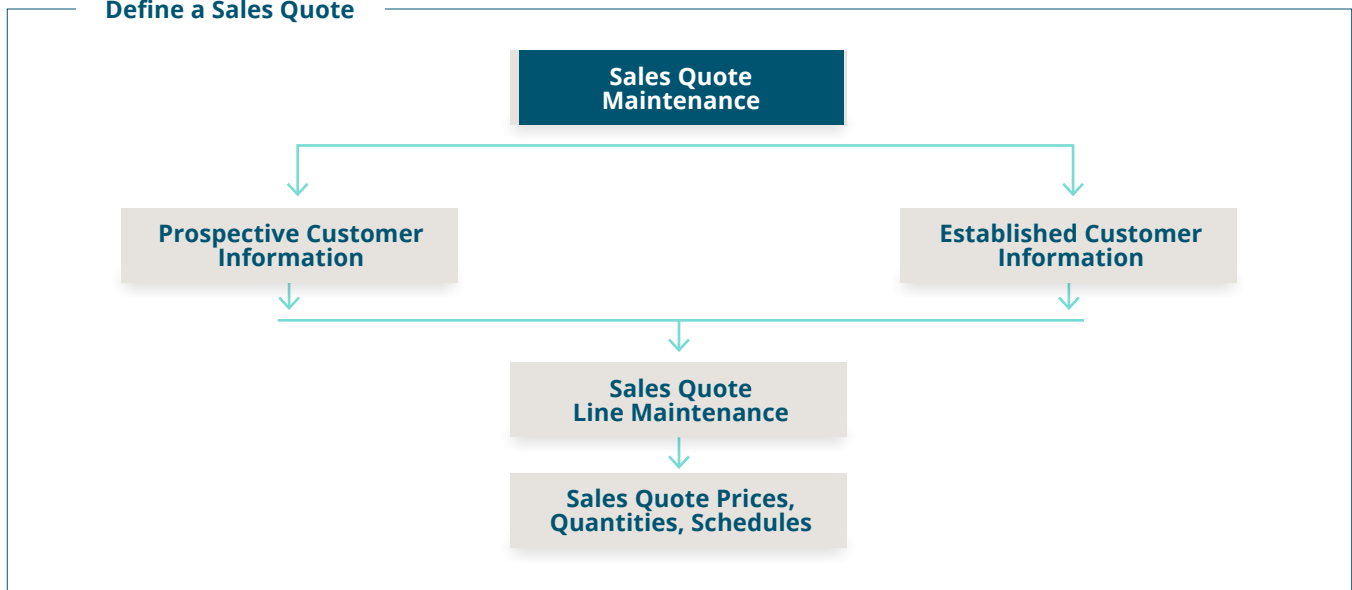 Define a Sales Quote
Sales Quote
Maintenance
Prospective Customer
Information
Established Customer
Information
Sales Quote
Line Maintenance
Sales Quote Prices,
Quantities, Schedules